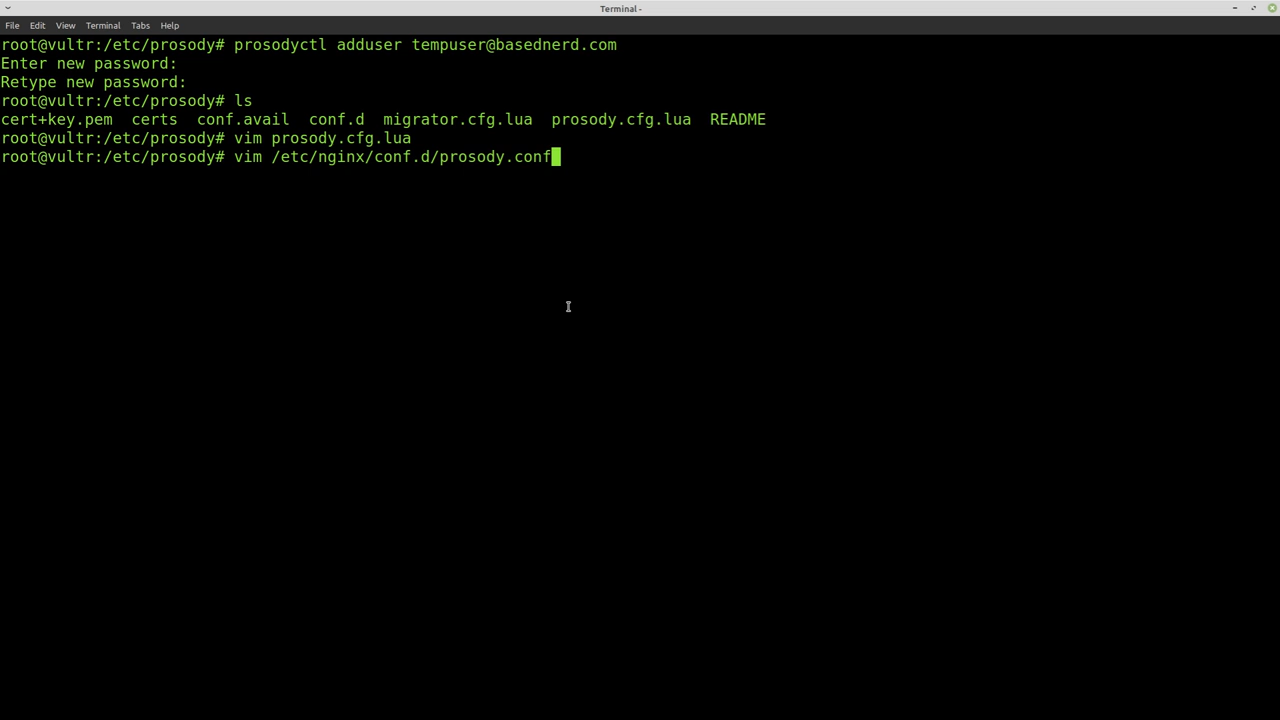 Terminal -
File Edit View Terminal Tabs Help
root@vultr:/etc/prosody# prosodyctl adduser tempuser@basednerd.com
Enter new password:
Retype new password:
root@vultr:/etc/prosody# ls
cert+key.pem  certs  conf.avail  conf.d  migrator.cfg.lua  prosody.cfg.lua  README
root@vultr:/etc/prosody# vim prosody.cfg.lua
root@vultr:/etc/prosody# vim /etc/nginx/conf.d/prosody.conf